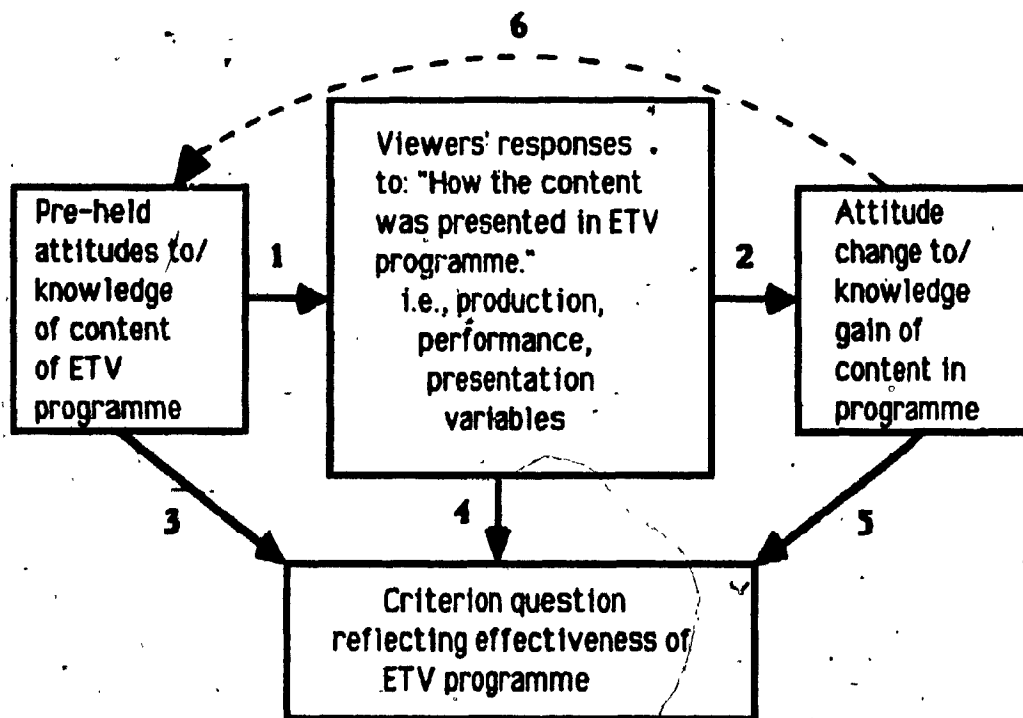 6
Pre-held
attitudes to/
knowledge
of content
of ETV
programme
1
Viewers' responses
to: "How the content
was presented in ETV
programme."
i.e., production,
performance,
presentation
variables
2
Attitude
change to/
knowledge
gain of
content in
programme
3
4
5
Criterion question
reflecting effectiveness of
ETV programme